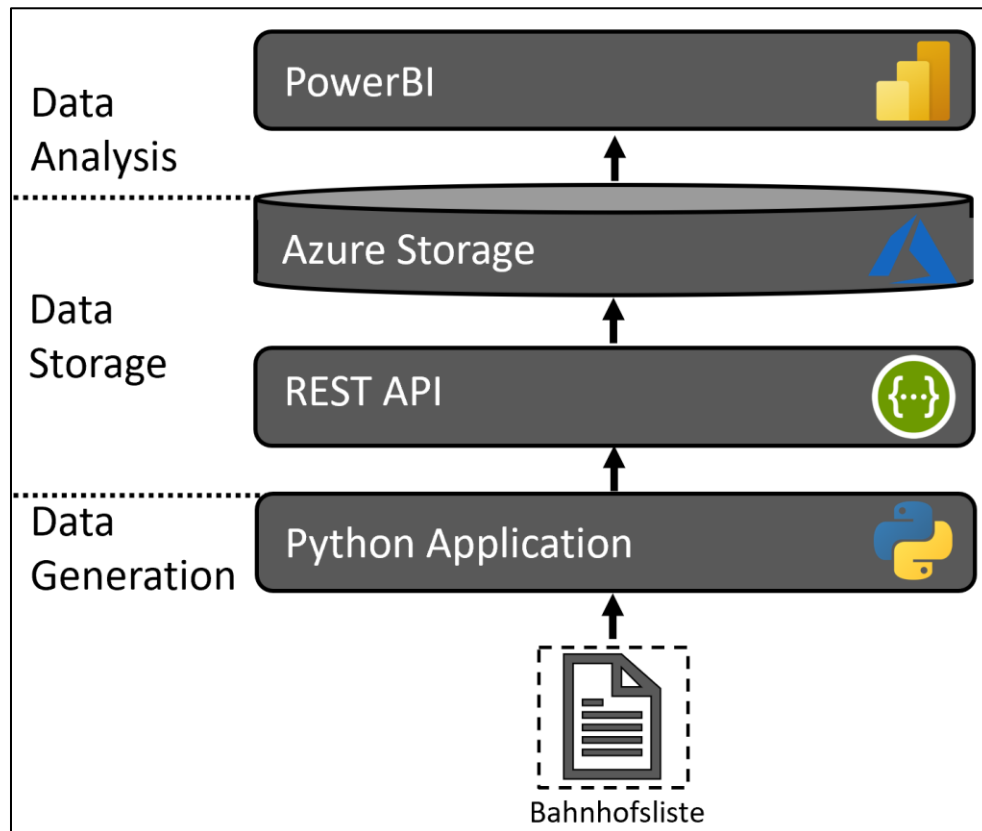 PowerBI
Data
Analysis
Azure Storage
Data
Storage
REST API
{···}
Data
Generation
Python Application
Bahnhofsliste